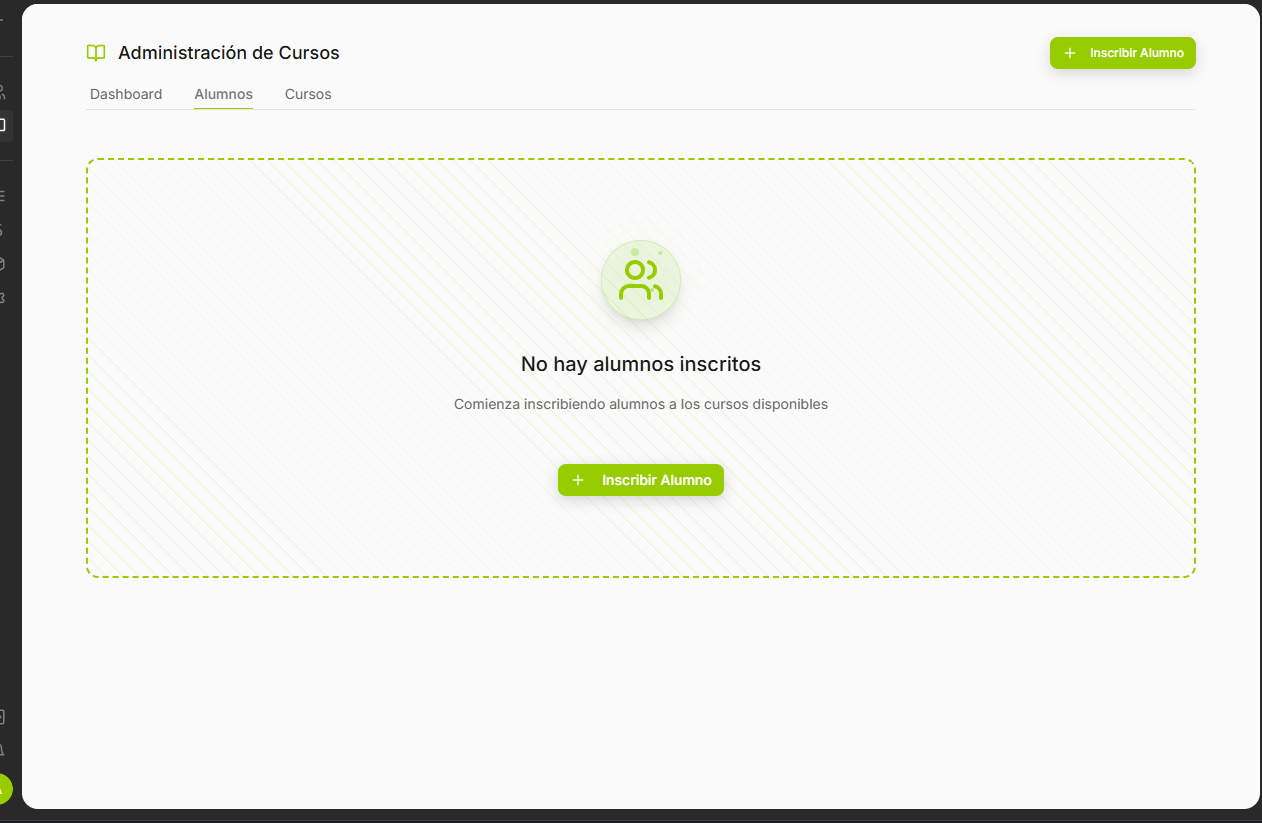 Administración de Cursos
Inscribir Alumno
Dashboard Alumnos Cursos
No hay alumnos inscritos
Comienza inscribiendo alumnos a los cursos disponibles
Inscribir Alumno